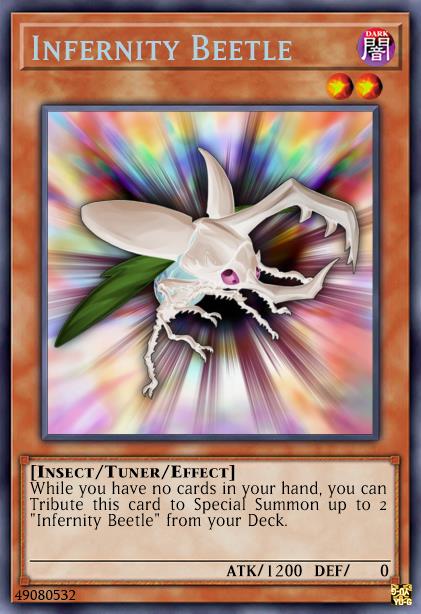 INFERNITY BEETLE
DARK
闇
[INSECT/TUNER/EFFECT]
While you have no cards in your hand, you can
Tribute this card to Special Summon up to 2
"Infernity Beetle" from your Deck.
ATK/1200 DEF/ 0
49080532